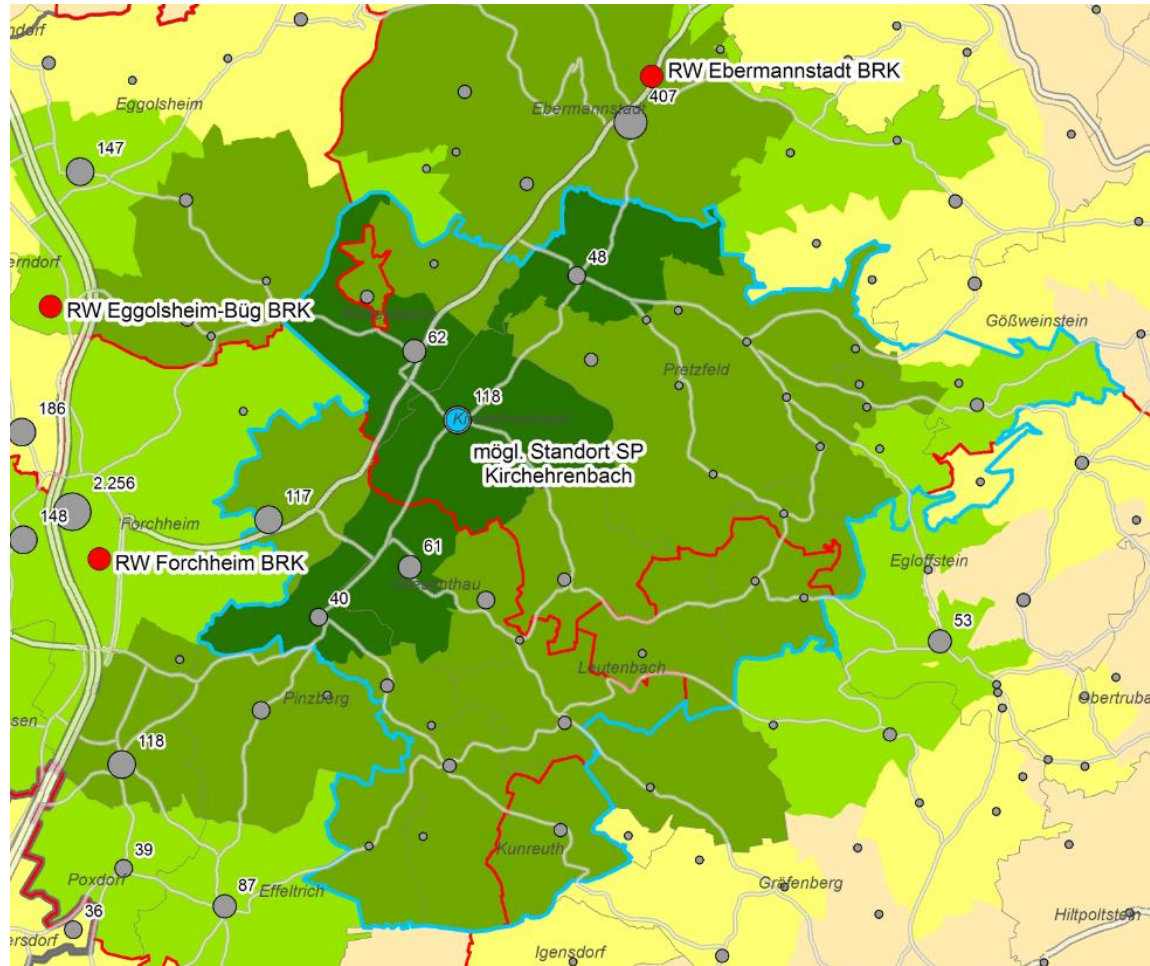 RW Ebermannstadt BRK
407
Ebermannstadt
Eggolsheim
147
48
RW Eggolsheim-Büg BRK
Gößweinstein
62
Pretzfeld
118
186
mögl. Standort SP
Kirchehrenbach
2.256
117
148
Forchheim
RW Forchheim BRK
61
Egloffstein
40
53
Leutenbach
Pinzberg
118
39
Kunreuth
Poxdorf
87
Effeltrich
Gräfenberg
36
Hiltpoltstein
Igensdorf